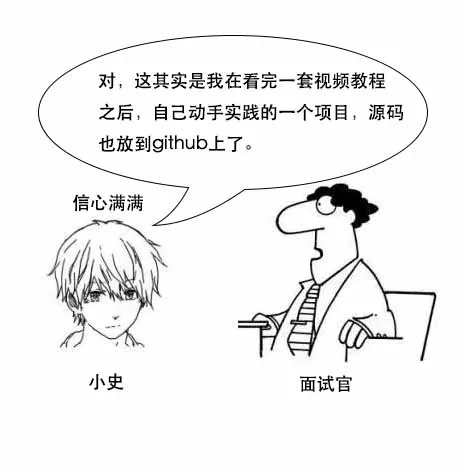 对，这其实是我在看完一套视频教程
之后，自己动手实践的一个项目，源码
也放到github上了。
信心满满
小史
面试官